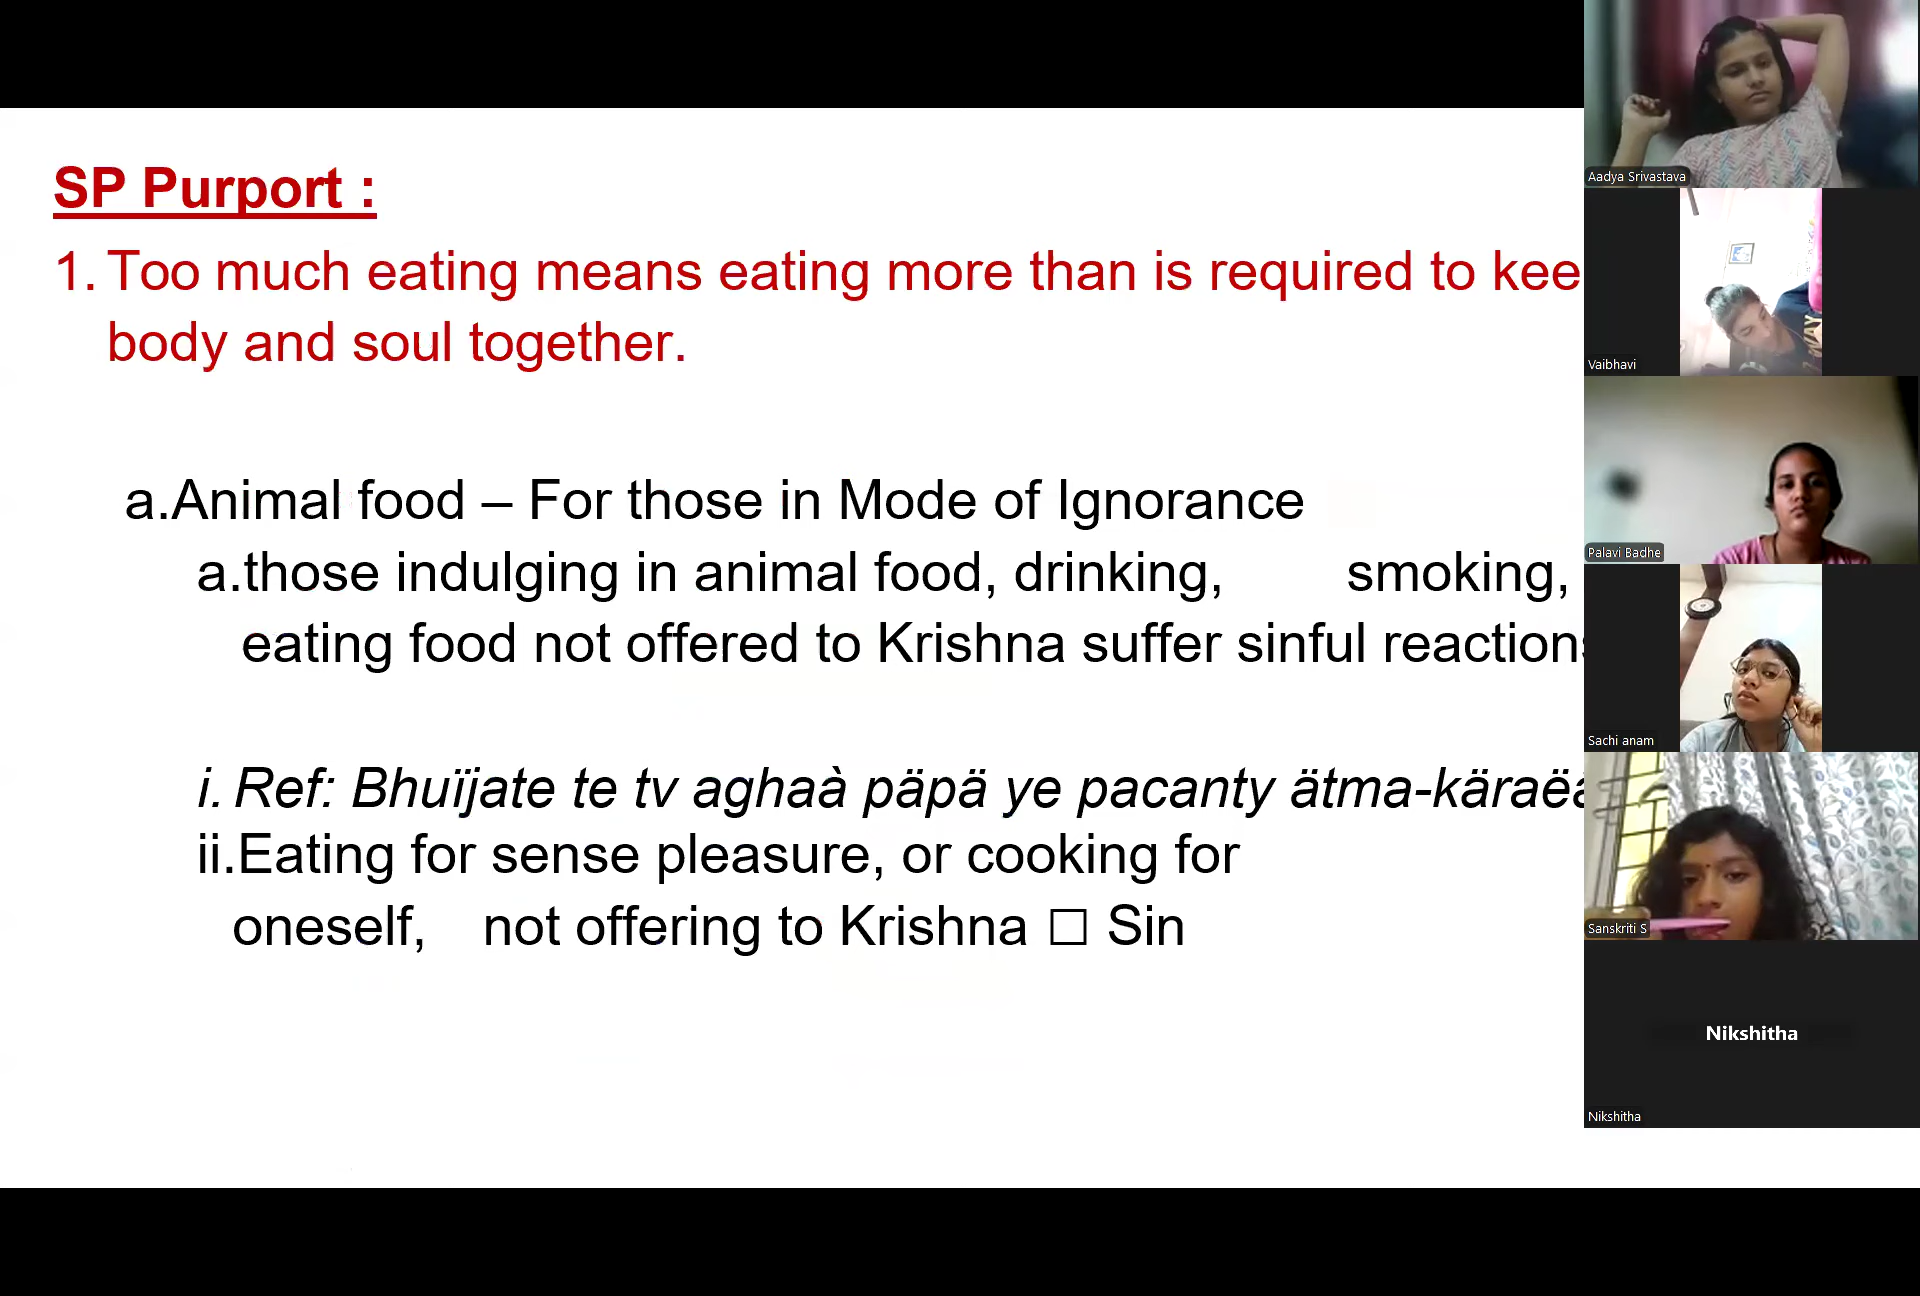 SP Purport :
1. Too much eating means eating more than is required to kee
body and soul together.
a.Animal food – For those in Mode of Ignorance
a.those indulging in animal food, drinking, smoking,
eating food not offered to Krishna suffer sinful reactions
i. Ref: Bhuïjate te tv aghaà päpä ye pacanty ätma-käraëä
ii.Eating for sense pleasure, or cooking for
oneself, not offering to Krishna □ Sin
Aadya Srivastava
Vaibhavi
Palavi Badhe
Sachi anam
Sanskriti S
Nikshitha
Nikshitha